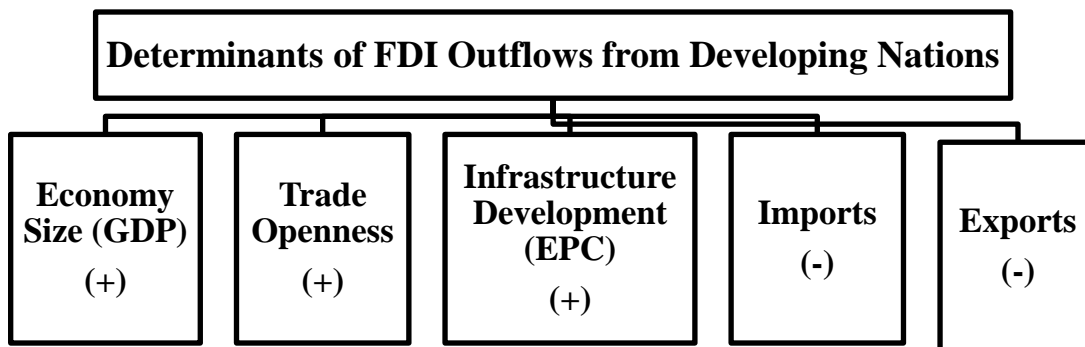 Determinants of FDI Outflows from Developing Nations
Economy
Size (GDP)
(+)
Trade
Openness
(+)
Infrastructure
Development
(EPC)
(+)
Imports
(-)
Exports
(-)